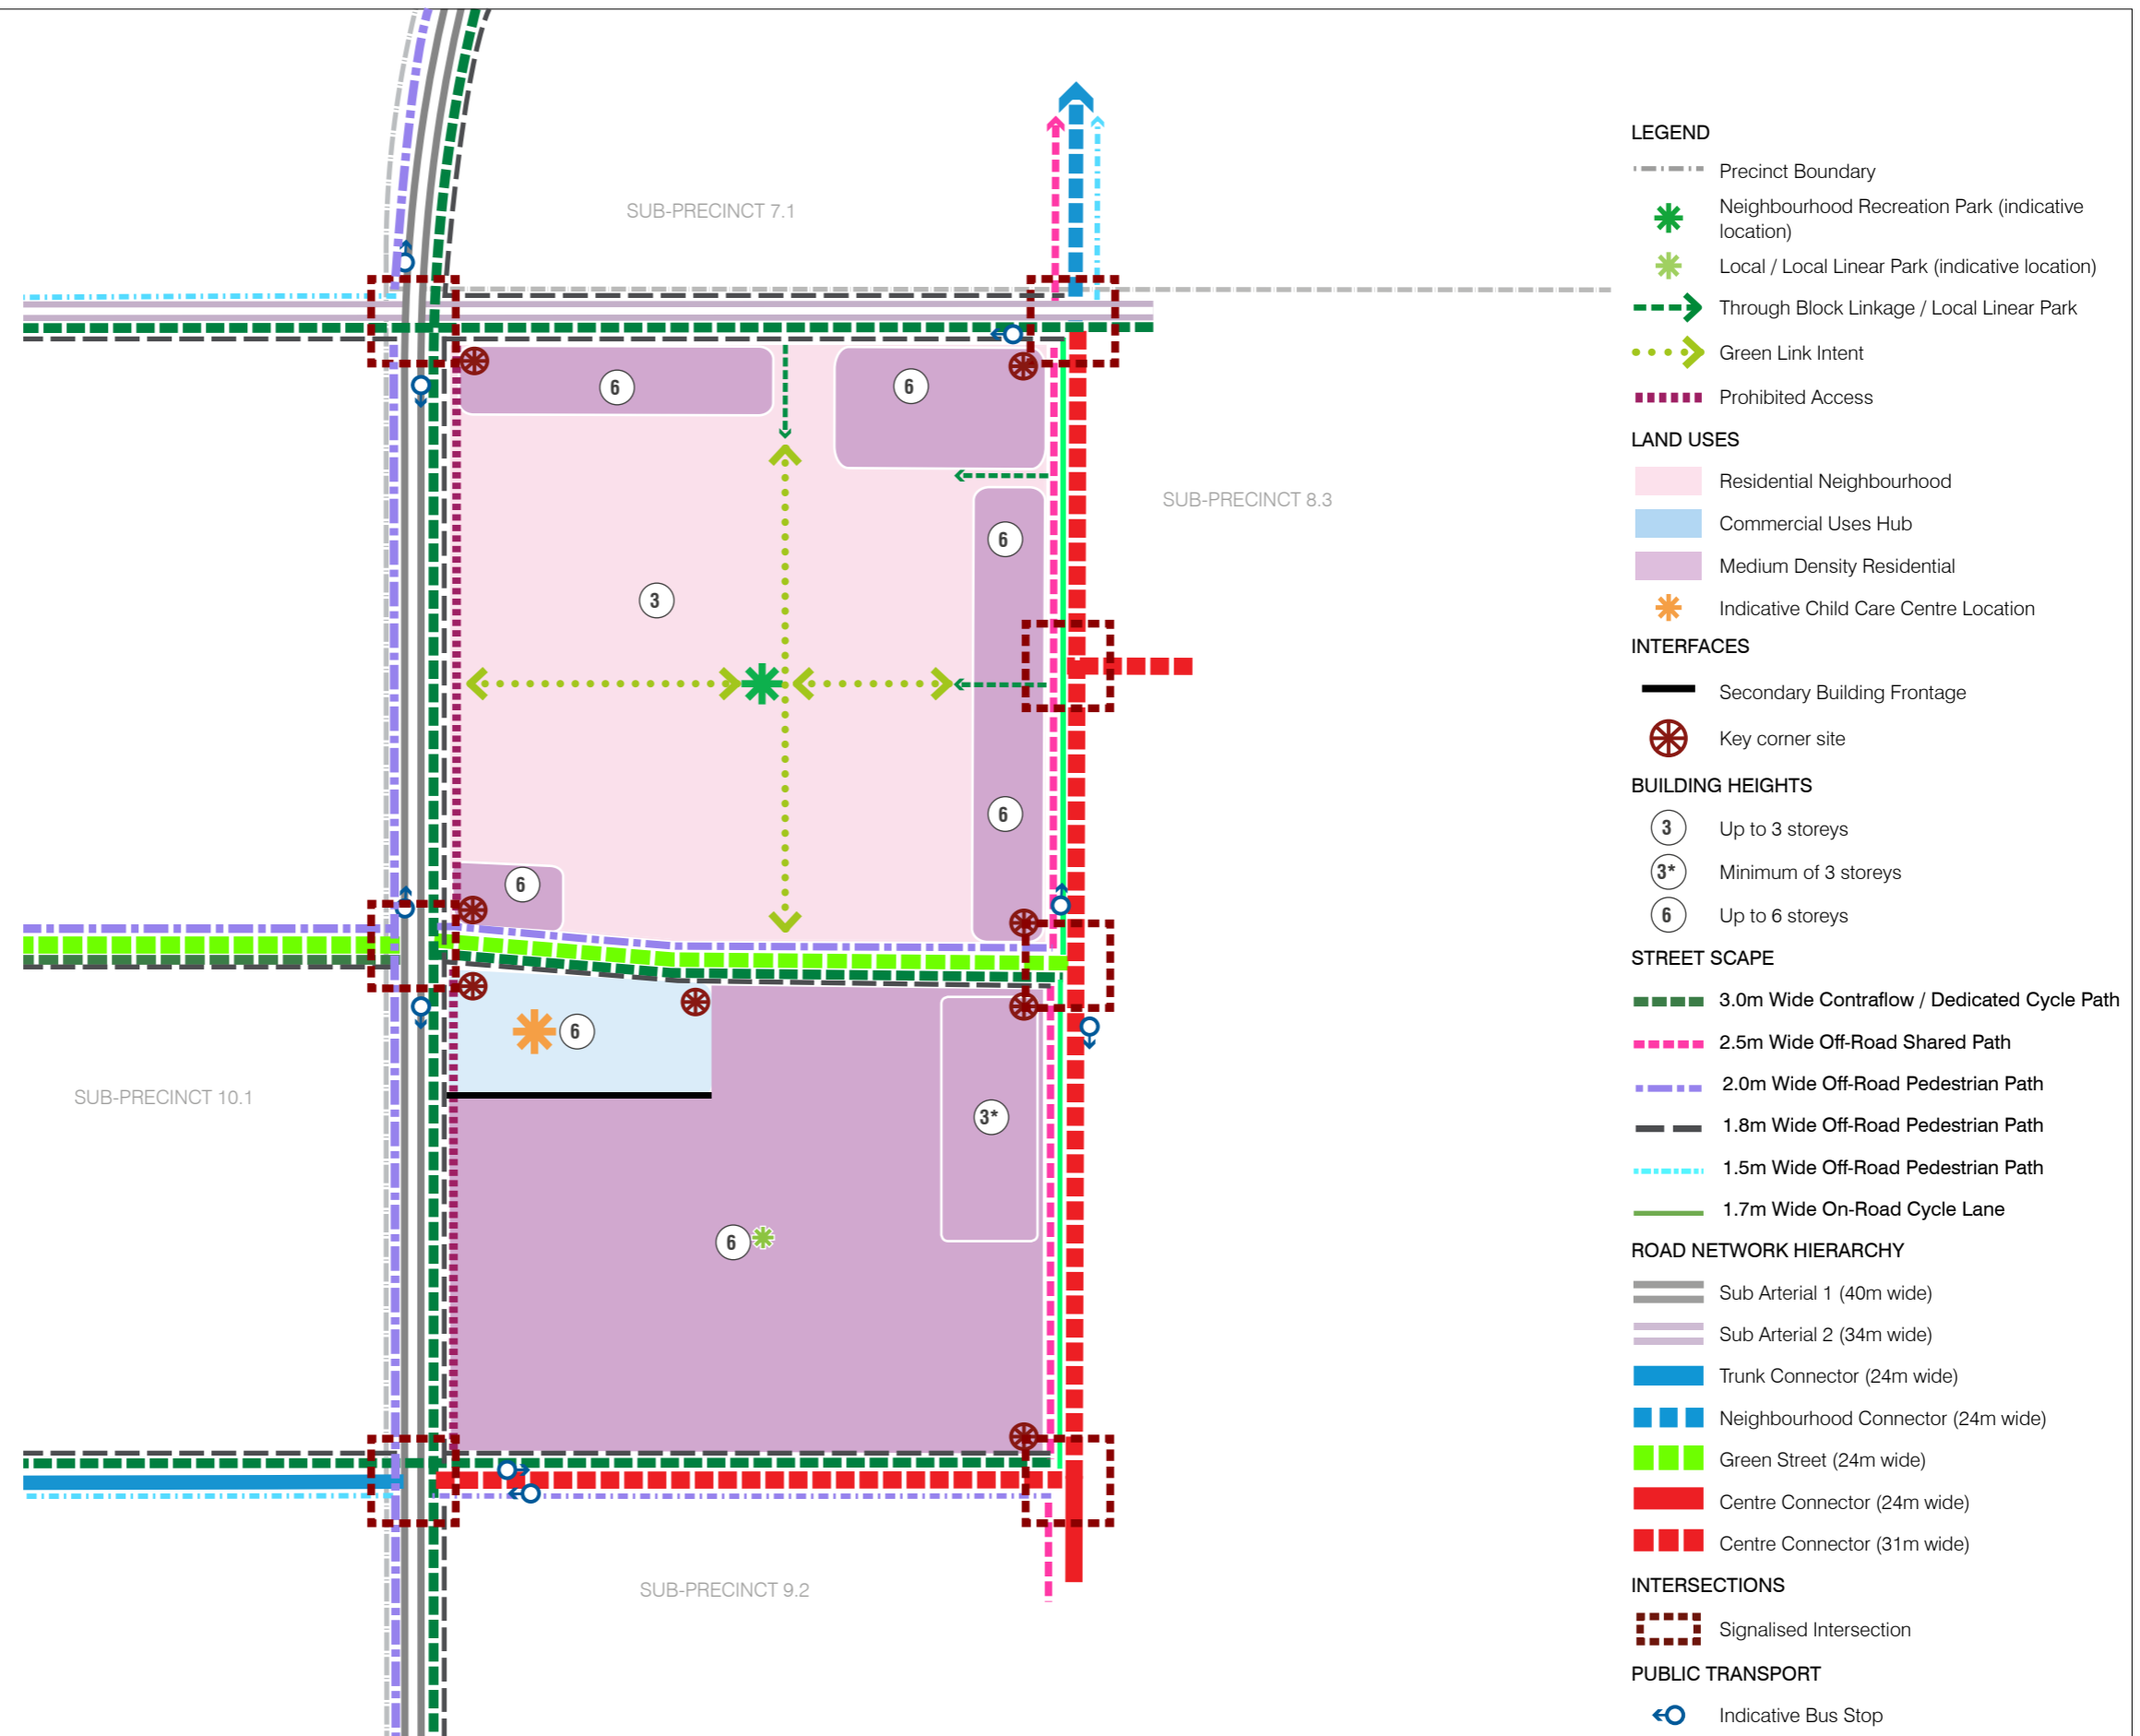 SUB-PRECINCT 7.1
6
6
SUB-PRECINCT 8.3
6
3
6
6
6
SUB-PRECINCT 10.1
3*
6
SUB-PRECINCT 9.2
LEGEND
Precinct Boundary
Neighbourhood Recreation Park (indicative
location)
Local / Local Linear Park (indicative location)
Through Block Linkage / Local Linear Park
Green Link Intent
Prohibited Access
LAND USES
Residential Neighbourhood
Commercial Uses Hub
Medium Density Residential
Indicative Child Care Centre Location
INTERFACES
Secondary Building Frontage
Key corner site
BUILDING HEIGHTS
3 Up to 3 storeys
3* Minimum of 3 storeys
6 Up to 6 storeys
STREET SCAPE
3.0m Wide Contraflow / Dedicated Cycle Path
2.5m Wide Off-Road Shared Path
2.0m Wide Off-Road Pedestrian Path
1.8m Wide Off-Road Pedestrian Path
1.5m Wide Off-Road Pedestrian Path
1.7m Wide On-Road Cycle Lane
ROAD NETWORK HIERARCHY
Sub Arterial 1 (40m wide)
Sub Arterial 2 (34m wide)
Trunk Connector (24m wide)
Neighbourhood Connector (24m wide)
Green Street (24m wide)
Centre Connector (24m wide)
Centre Connector (31m wide)
INTERSECTIONS
Signalised Intersection
PUBLIC TRANSPORT
Indicative Bus Stop